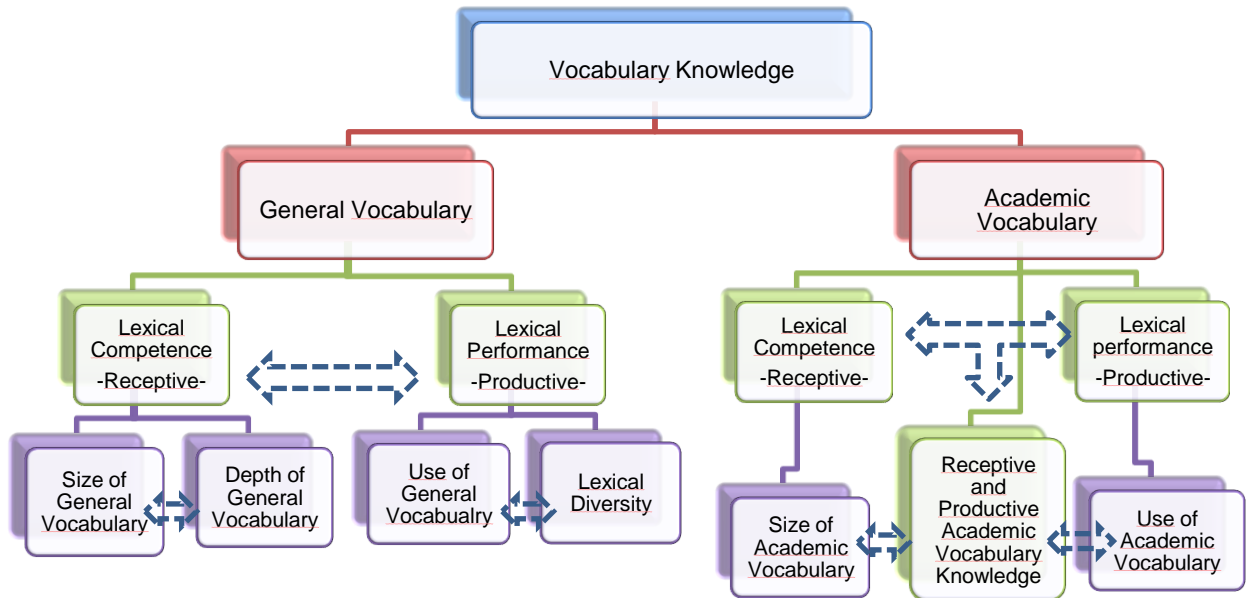 Vocabulary Knowledge
General Vocabulary
Academic
Vocabulary
Lexical
Competence
-Receptive-
Lexical
Performance
-Productive-
Lexical
Competence
-Receptive-
Lexical
performance
-Productive-
Size of
General
Vocabulary
Depth of
General
Vocabulary
Use of
General
Vocabualry
Lexical
Diversity
Size of
Academic
Vocabulary
Receptive
and
Productive
Academic
Vocabulary
Knowledge
Use of
Academic
Vocabulary